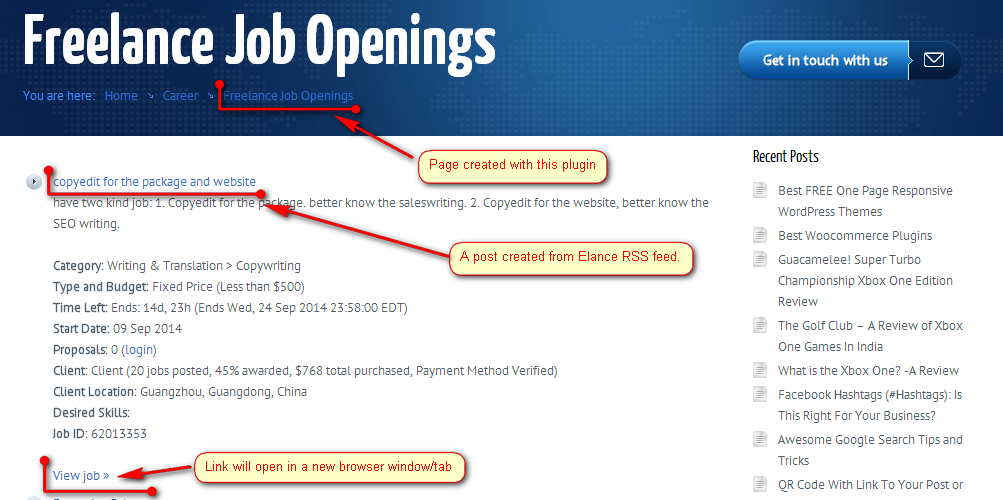 Freelance Job Openings
Get in touch with us
You are here: Home Career Freelance Job Openings
Page created with this plugin
copyedit for the package and website
have two kind job: 1. Copyedit for the package. better know the saleswriting. 2. Copyedit for the website, better know the
SEO writing.
A post created from Elance RSS feed.
Category: Writing & Translation > Copywriting
Type and Budget: Fixed Price (Less than $500)
Time Left: Ends: 14d, 23h (Ends Wed, 24 Sep 2014 23:58:00 EDT)
Start Date: 09 Sep 2014
Proposals: 0 (login)
Client: Client (20 jobs posted, 45% awarded, $768 total purchased, Payment Method Verified)
Client Location: Guangzhou, Guangdong, China
Desired Skills:
Job ID: 62013353
View job »
Link will open in a new browser window/tab
Recent Posts
Best FREE One Page Responsive
WordPress Themes
Best Woocommerce Plugins
Guacamelee! Super Turbo
Championship Xbox One Edition
Review
The Golf Club – A Review of Xbox
One Games In India
What is the Xbox One? -A Review
Facebook Hashtags (#Hashtags): Is
This Right For Your Business?
Awesome Google Search Tips and
Tricks
QR Code With Link To Your Post or